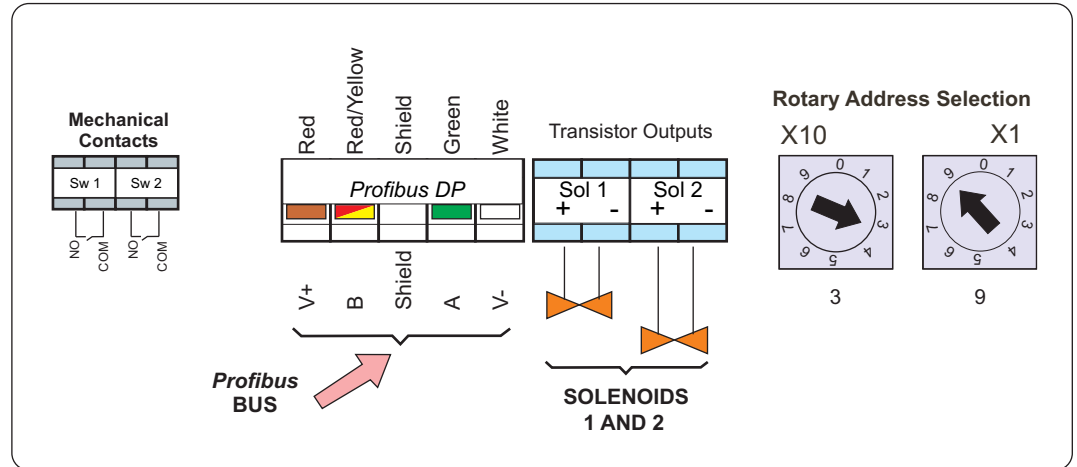 Mechanical
Contacts
Sw 1
Sw 2
NO
COM
NO
COM
Red
Red/Yellow
Shield
Green
White
Profibus DP
V+
B
Shield
A
V-
Profibus
BUS
Transistor Outputs
Sol 1
Sol 2
+
-
+
-
SOLENOIDS
1 AND 2
Rotary Address Selection
X10
X1
0
1
2
3
4
5
6
7
8
9
0
1
2
3
4
5
6
7
8
9
3
9